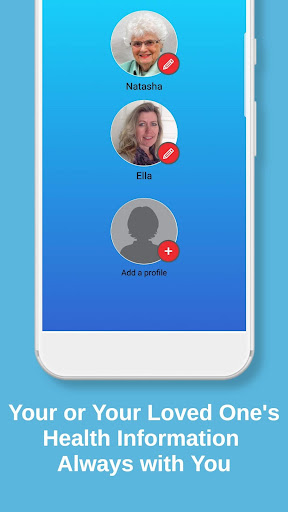 Natasha
Ella
Add a profile
Your or Your Loved One's
Health Information
Always with You